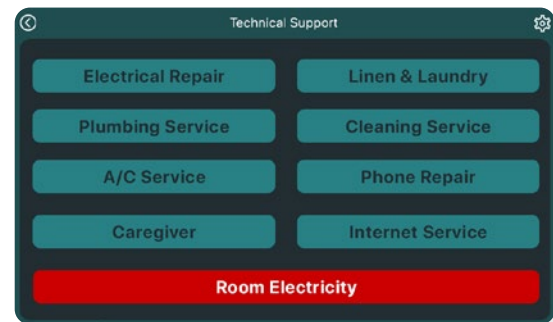 Technical Support
Electrical Repair
Linen & Laundry
Plumbing Service
Cleaning Service
A/C Service
Phone Repair
Caregiver
Internet Service
Room Electricity